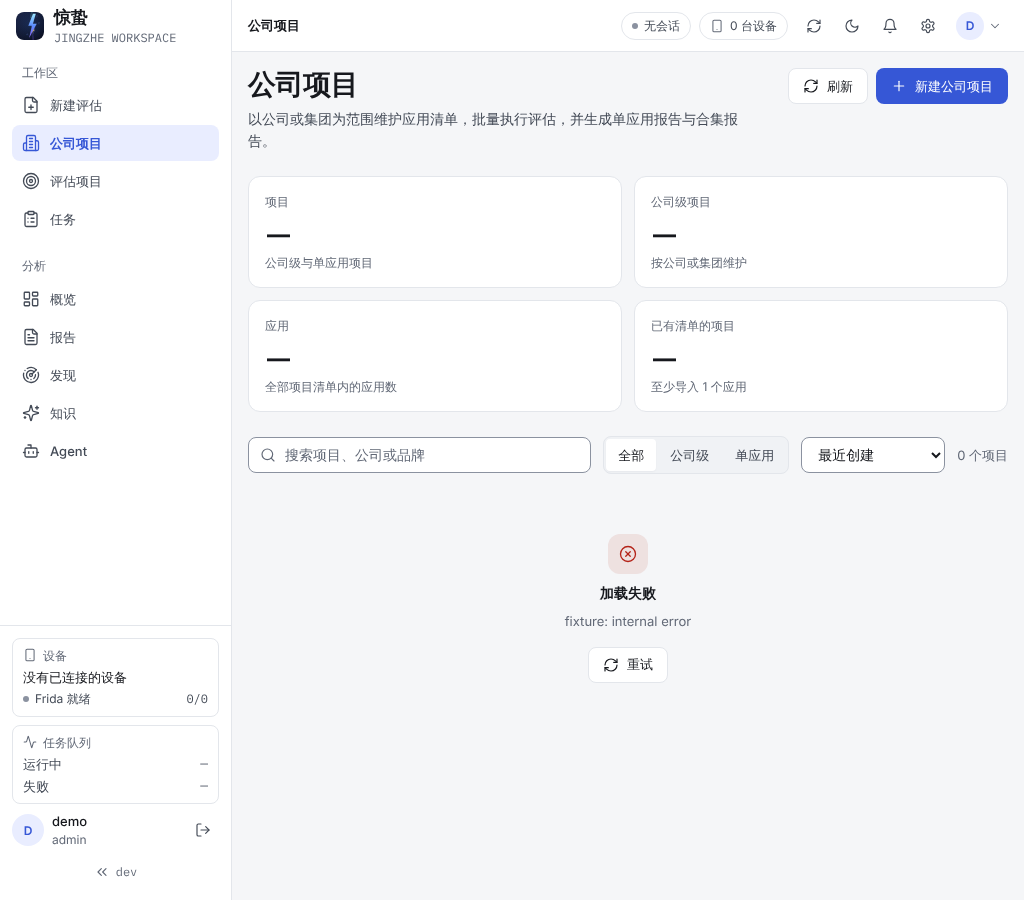 惊蛰
JINGZHE WORKSPACE
工作区
新建评估
公司项目
评估项目
任务
分析
概览
报告
发现
知识
Agent
设备
没有已连接的设备
Frida 就绪 0/0
任务队列
运行中 —
失败 —
D
demo
admin
dev
公司项目
无会话
0 台设备
D
公司项目
刷新
新建公司项目
以公司或集团为范围维护应用清单，批量执行评估，并生成单应用报告与合集报
告。
项目
—
公司级与单应用项目
公司级项目
—
按公司或集团维护
应用
—
全部项目清单内的应用数
已有清单的项目
—
至少导入 1 个应用
搜索项目、公司或品牌
全部 公司级 单应用
最近创建
0 个项目
加载失败
fixture: internal error
重试